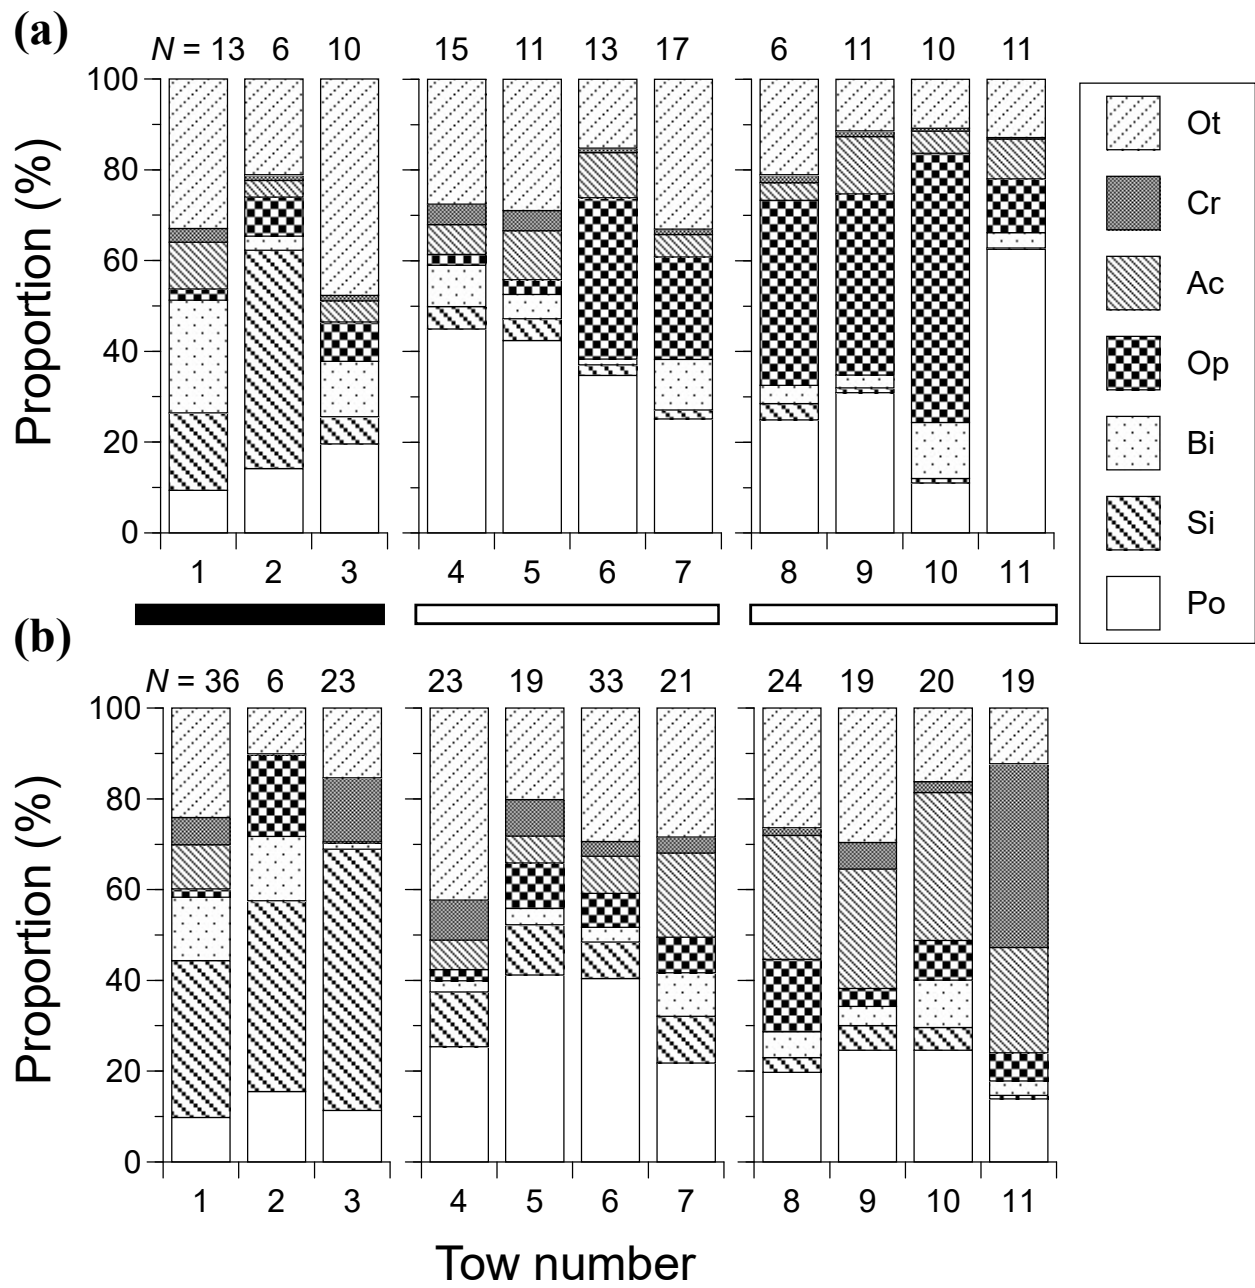 (a)
N = 13 6 10 15 11 13 17 6 11 10 11
Proportion (%)
100
80
60
40
20
0
1 2 3 4 5 6 7 8 9 10 11
Ot
Cr
Ac
Op
Bi
Si
Po
(b)
N = 36 6 23 23 19 33 21 24 19 20 19
Proportion (%)
100
80
60
40
20
0
1 2 3 4 5 6 7 8 9 10 11
Tow number